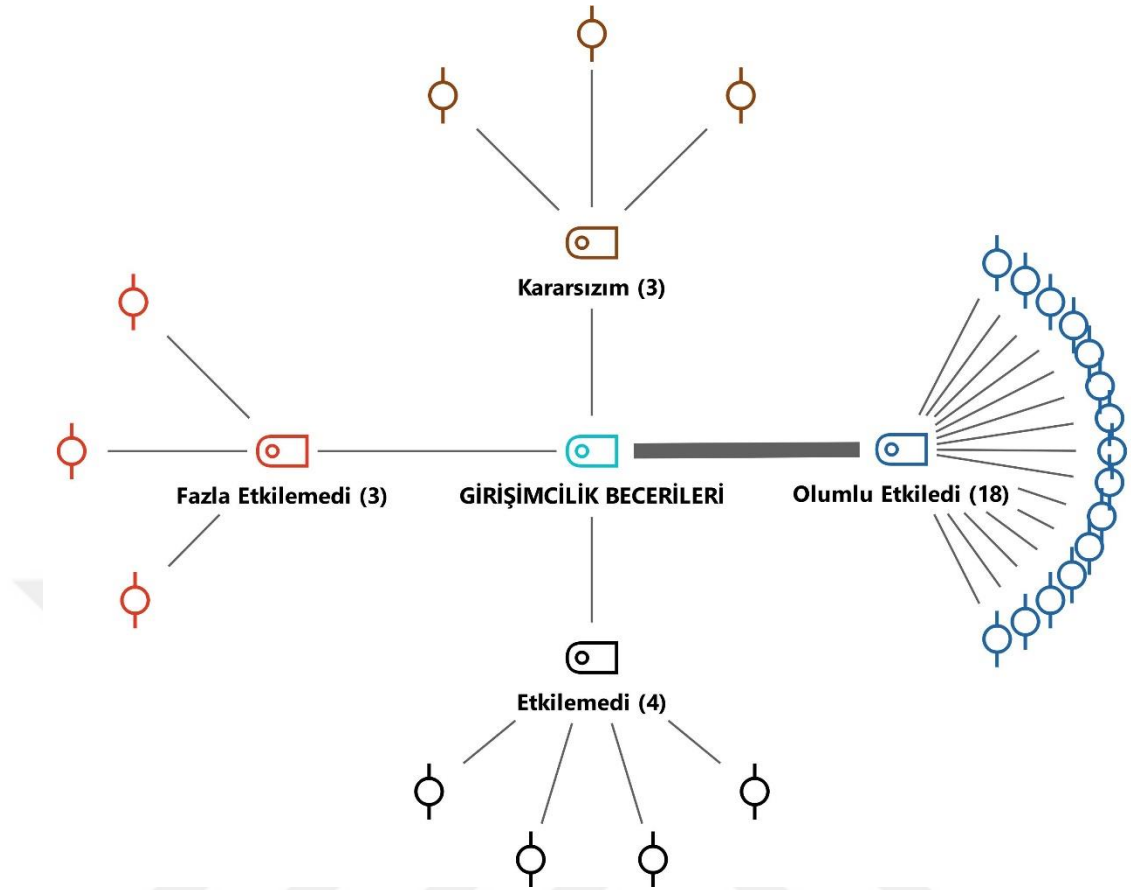 Kararsızım (3)
Fazla Etkilemedi (3)
GİRİŞİMCİLİK BECERİLERİ
Olumlu Etkiledi (18)
Etkilemedi (4)